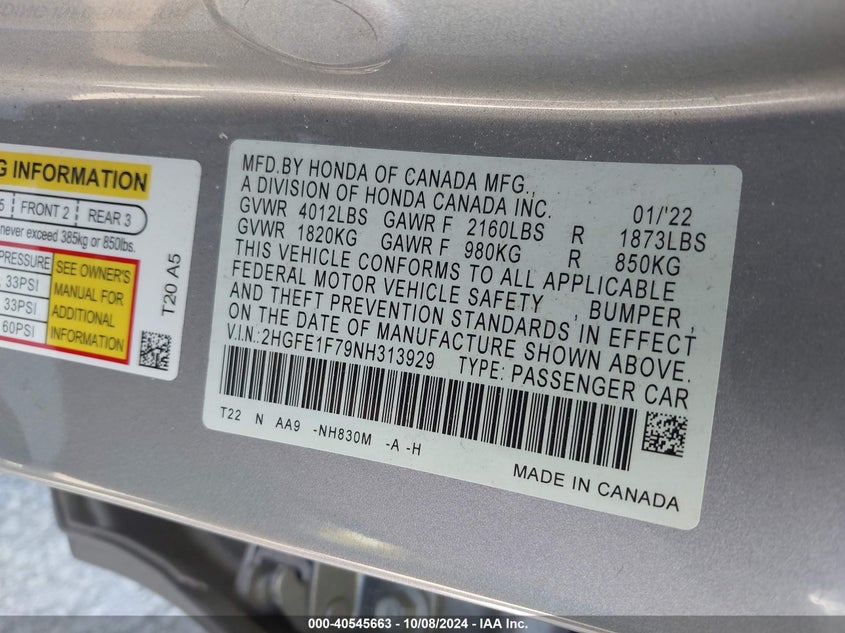 G INFORMATION
5 FRONT 2 REAR 3
never exceed 385kg or 850lbs.
PRESSURE
, 33PSI
33PSI
60PSI
SEE OWNER'S
MANUAL FOR
ADDITIONAL
INFORMATION
T20 A5
MFD.BY HONDA OF CANADA MFG.,
A DIVISION OF HONDA CANADA INC. 01/'22
GVWR 4012LBS GAWR F 2160LBS R 1873LBS
GVWR 1820KG GAWR F 980KG R 850KG
THIS VEHICLE CONFORMS TO ALL APPLICABLE
FEDERAL MOTOR VEHICLE SAFETY , BUMPER ,
AND THEFT PREVENTION STANDARDS IN EFFECT
ON THE DATE OF MANUFACTURE SHOWN ABOVE.
V.I.N.:2HGFE1F79NH313929 TYPE: PASSENGER CAR
T22 N AA9 -NH830M -A -H
MADE IN CANADA
000-40545663 - 10/08/2024 - IAA Inc.